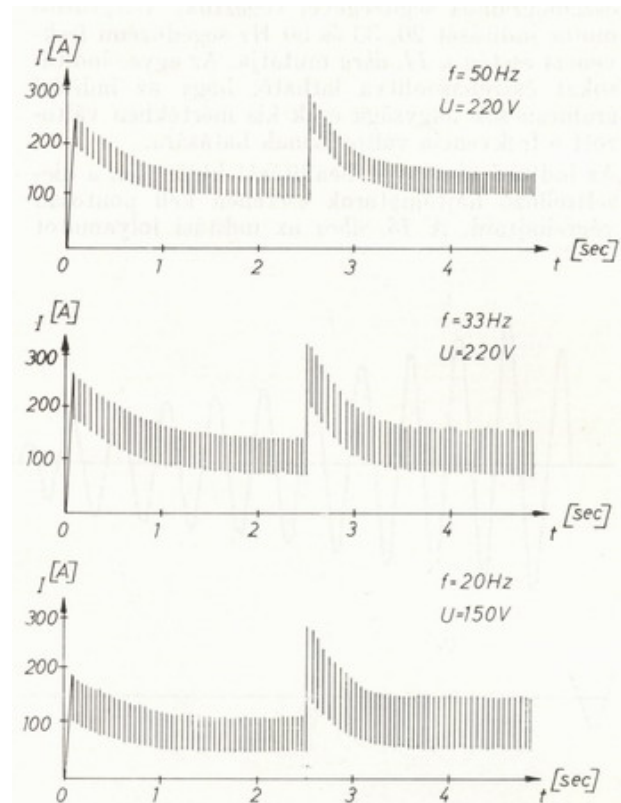 I [A]
f=50Hz
U=220V
300
200
100
0 1 2 3 4 t [sec]
I [A]
f=33Hz
U=220V
300
200
100
0 1 2 3 4 t [sec]
I [A]
f=20Hz
U=150V
300
200
100
0 1 2 3 4 t [sec]